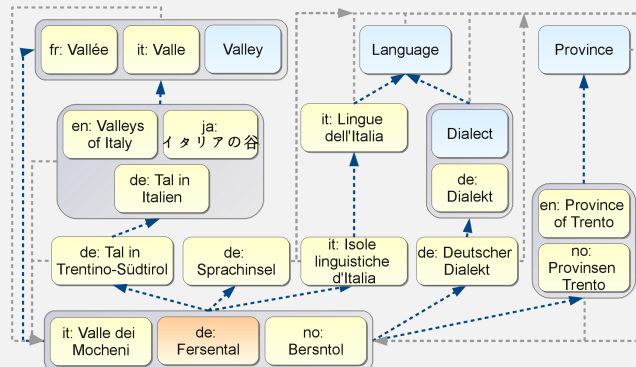 fr: Vallée
it: Valle
Valley
Language
Province
en: Valleys
of Italy
ja:
イタリアの谷
de: Tal in
Italien
it: Lingue
dell'Italia
Dialect
de:
Dialekt
en: Province
of Trento
no:
Provinsen
Trento
de: Tal in
Trentino-Südtirol
de:
Sprachinsel
it: Isole
linguistiche
d'Italia
de: Deutscher
Dialekt
it: Valle dei
Mocheni
de:
Fersental
no:
Bersntol